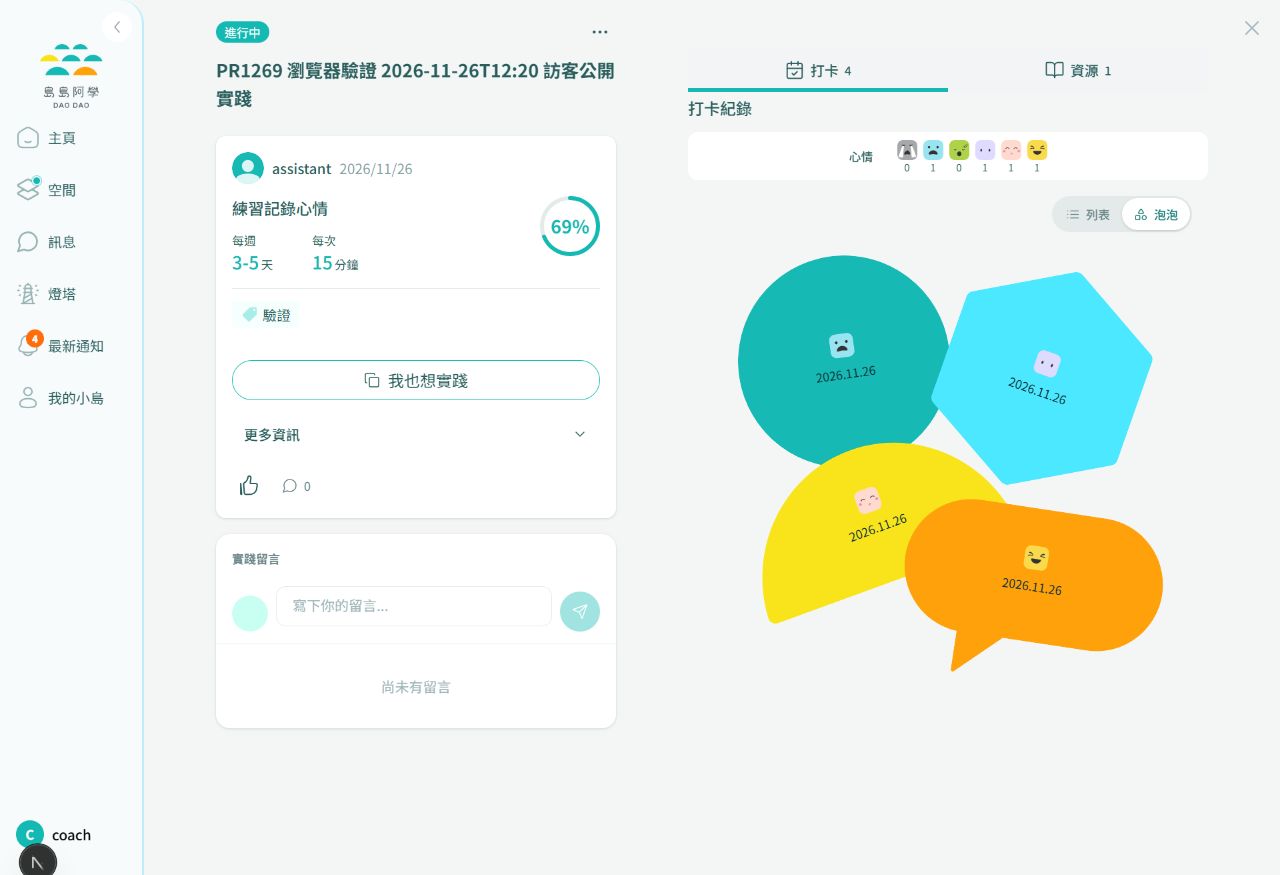 島島阿學
DAO DAO
主頁
空間
訊息
燈塔
4
最新通知
我的小島
C
coach
進行中
PR1269 瀏覽器驗證 2026-11-26T12:20 訪客公開
實踐
assistant 2026/11/26
練習記錄心情
每週 每次
3-5 天 15 分鐘
69%
驗證
我也想實踐
更多資訊
0
實踐留言
寫下你的留言...
尚未有留言
打卡 4
資源 1
打卡紀錄
心情
0 1 0 1 1 1
列表
泡泡
2026.11.26
2026.11.26
2026.11.26
2026.11.26